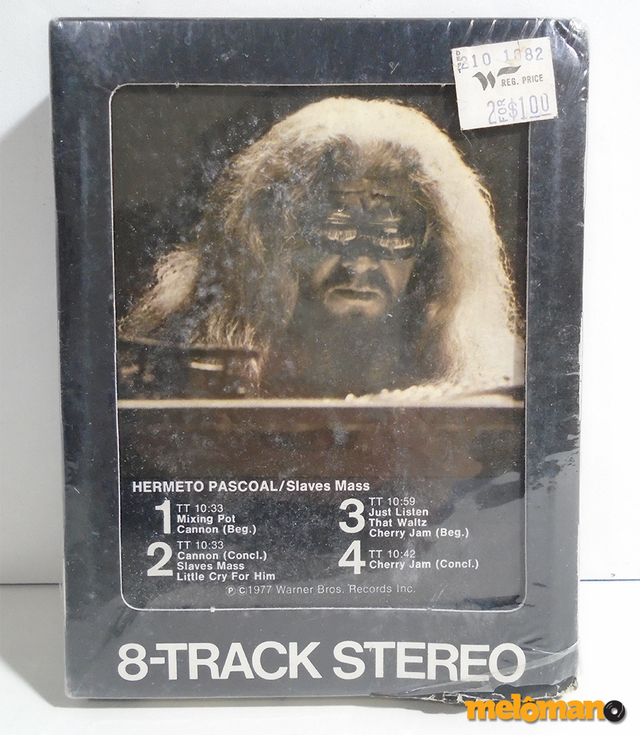 DEPT
210 1082
W
REG. PRICE
2 FOR $1.00
HERMETO PASCOAL/Slaves Mass
1 TT 10:33
Mixing Pot
Cannon (Beg.)
2 TT 10:33
Cannon (Concl.)
Slaves Mass
Little Cry For Him
3 TT 10:59
Just Listen
That Waltz
Cherry Jam (Beg.)
4 TT 10:42
Cherry Jam (Concl.)
℗ ©1977 Warner Bros. Records Inc.
8-TRACK STEREO
melômano